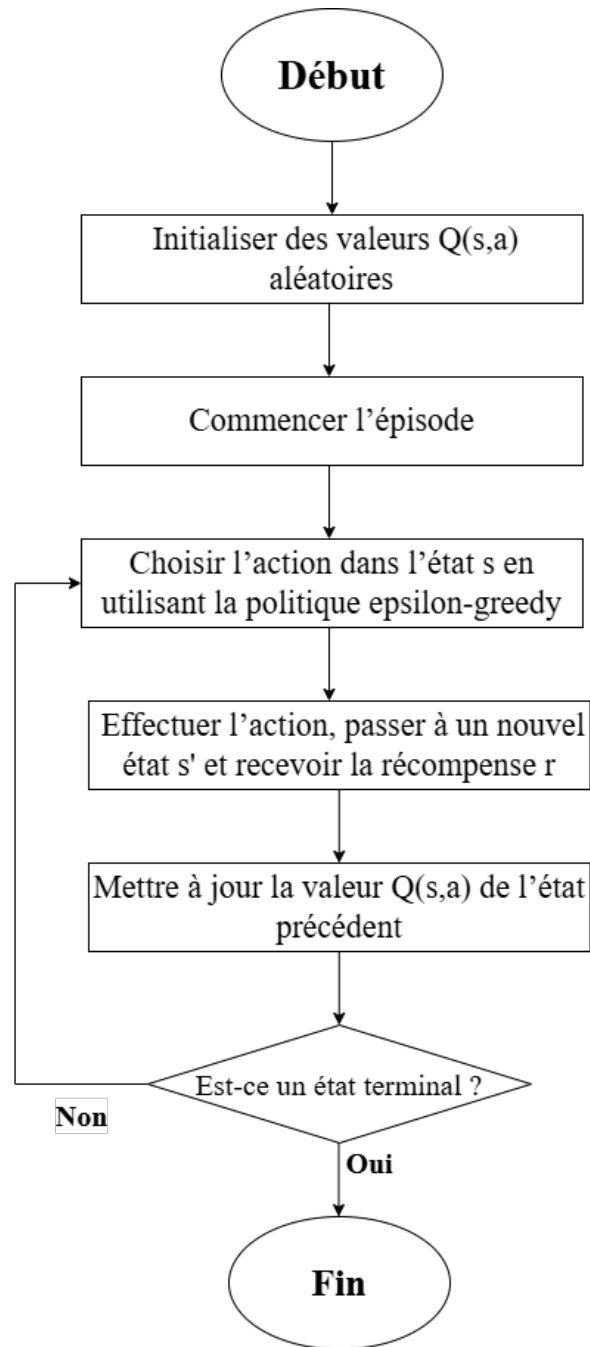 Début
Initialiser des valeurs Q(s,a)
aléatoires
Commencer l’épisode
Choisir l’action dans l’état s en
utilisant la politique epsilon-greedy
Effectuer l’action, passer à un nouvel
état s' et recevoir la récompense r
Mettre à jour la valeur Q(s,a) de l’état
précédent
Est-ce un état terminal ?
Non
Oui
Fin